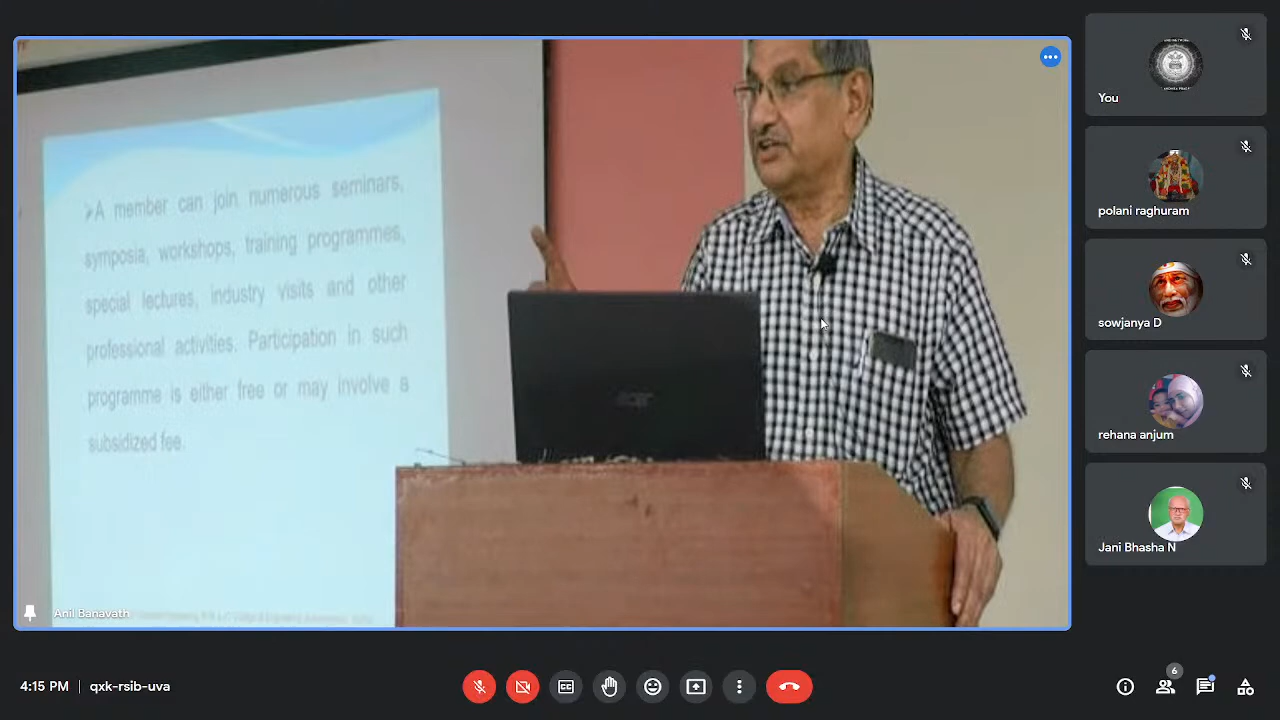 ➢A member can join numerous seminars,
symposia, workshops, training programmes,
special lectures, industry visits and other
professional activities. Participation in such
programme is either free or may involve a
subsidized fee.
acer
Anil Banavath
You
polani raghuram
sowjanya D
rehana anjum
Jani Bhasha N
4:15 PM | qxk-rsib-uva
6